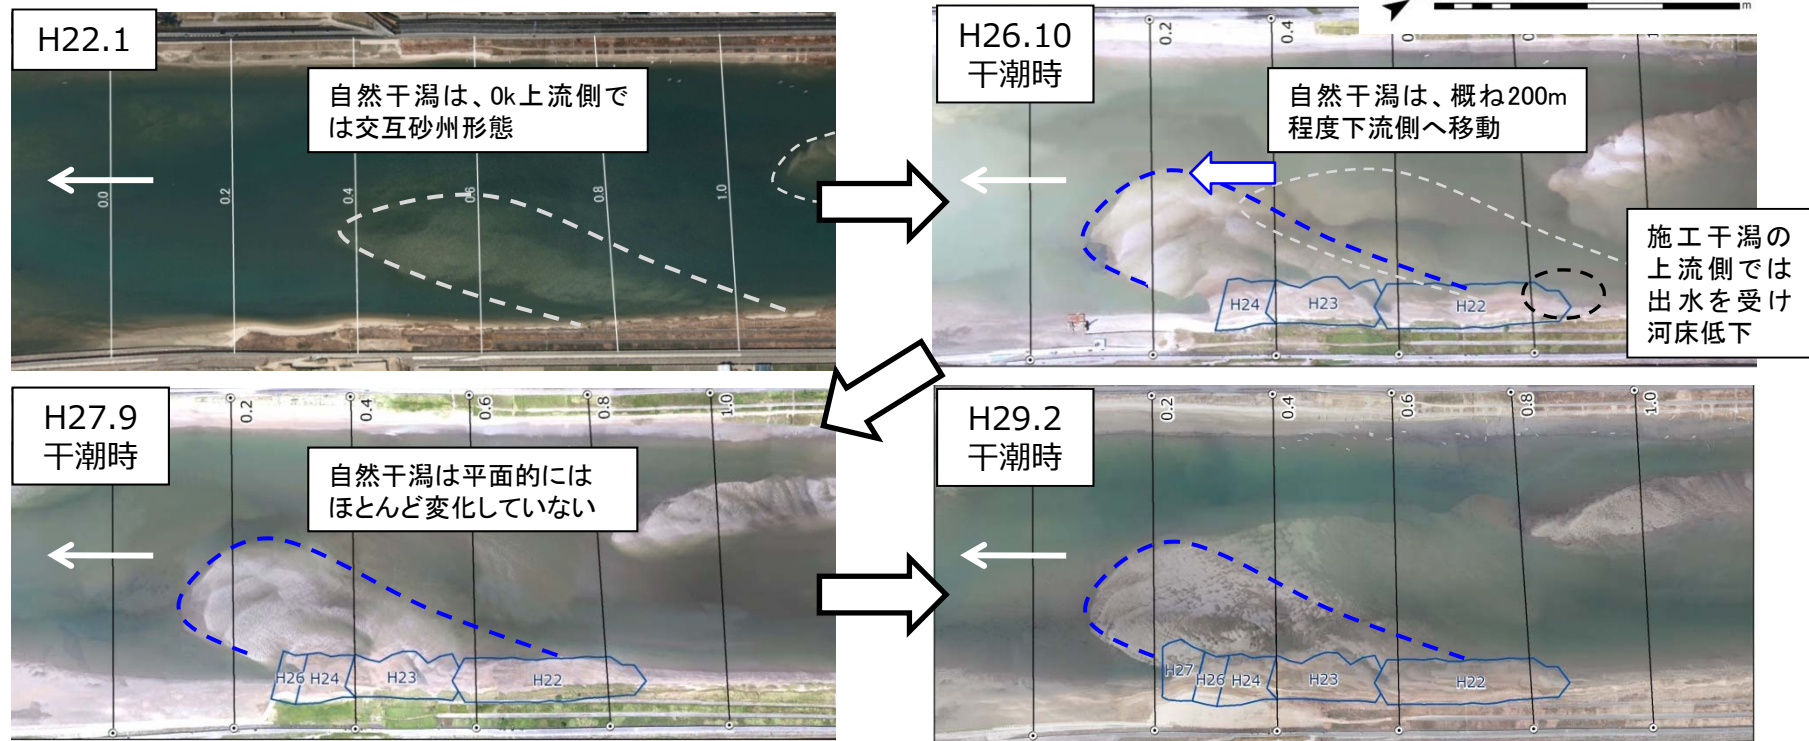 H22.1
自然干潟は、0k上流側で
は交互砂州形態
0.0
0.2
0.4
0.6
0.8
1.0
H26.10
干潮時
m
0.2
0.4
自然干潟は、概ね200m
程度下流側へ移動
施工干潟の
上流側では
出水を受け
河床低下
H24
H23
H22
H27.9
干潮時
0.2
0.4
0.6
0.8
1.0
自然干潟は平面的には
ほとんど変化していない
H26
H24
H23
H22
H29.2
干潮時
0.2
0.4
0.6
0.8
1.0
H27
H26
H24
H23
H22